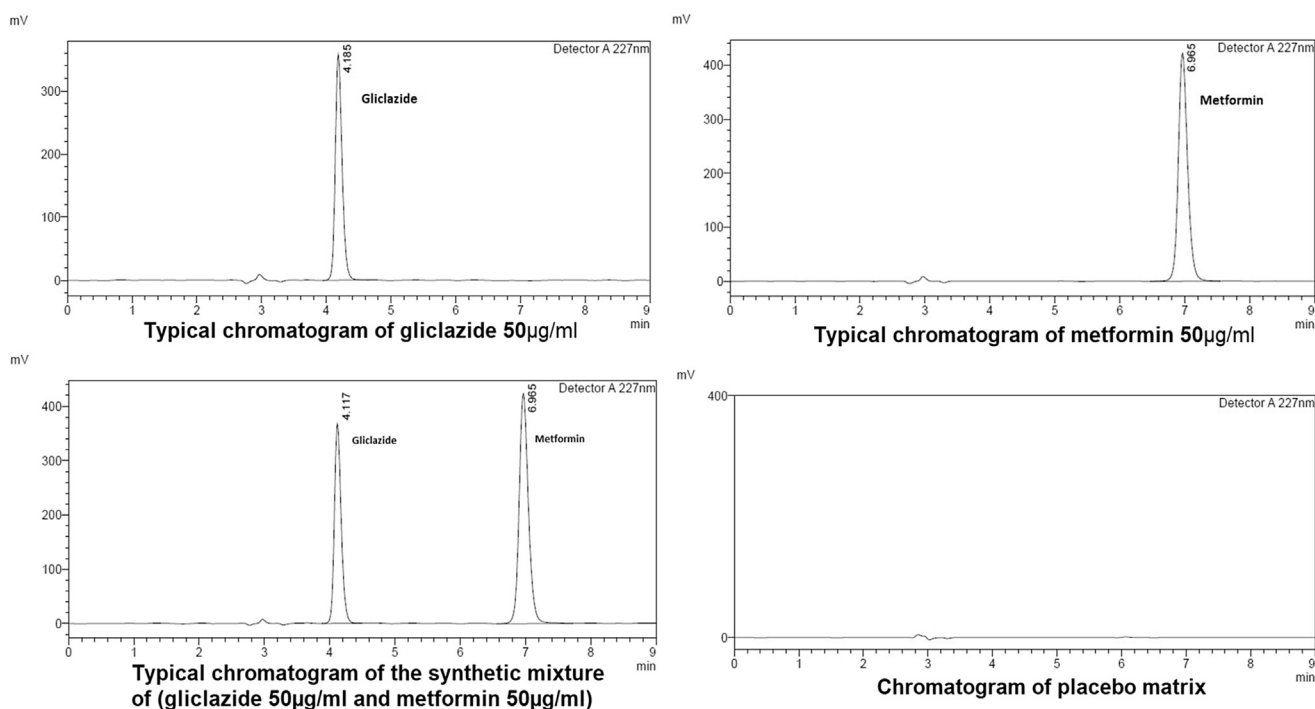 mV
Detector A 227nm
4.185
Gliclazide
300
200
100
0
0 1 2 3 4 5 6 7 8 9
min
Typical chromatogram of gliclazide 50µg/ml
mV
Detector A 227nm
6.965
Metformin
400
300
200
100
0
0 1 2 3 4 5 6 7 8 9
min
Typical chromatogram of metformin 50µg/ml
mV
Detector A 227nm
4.117
Gliclazide
6.965
Metformin
400
300
200
100
0
0 1 2 3 4 5 6 7 8 9
min
Typical chromatogram of the synthetic mixture
of (gliclazide 50µg/ml and metformin 50µg/ml)
mV
Detector A 227nm
400
0
0 1 2 3 4 5 6 7 8 9
min
Chromatogram of placebo matrix